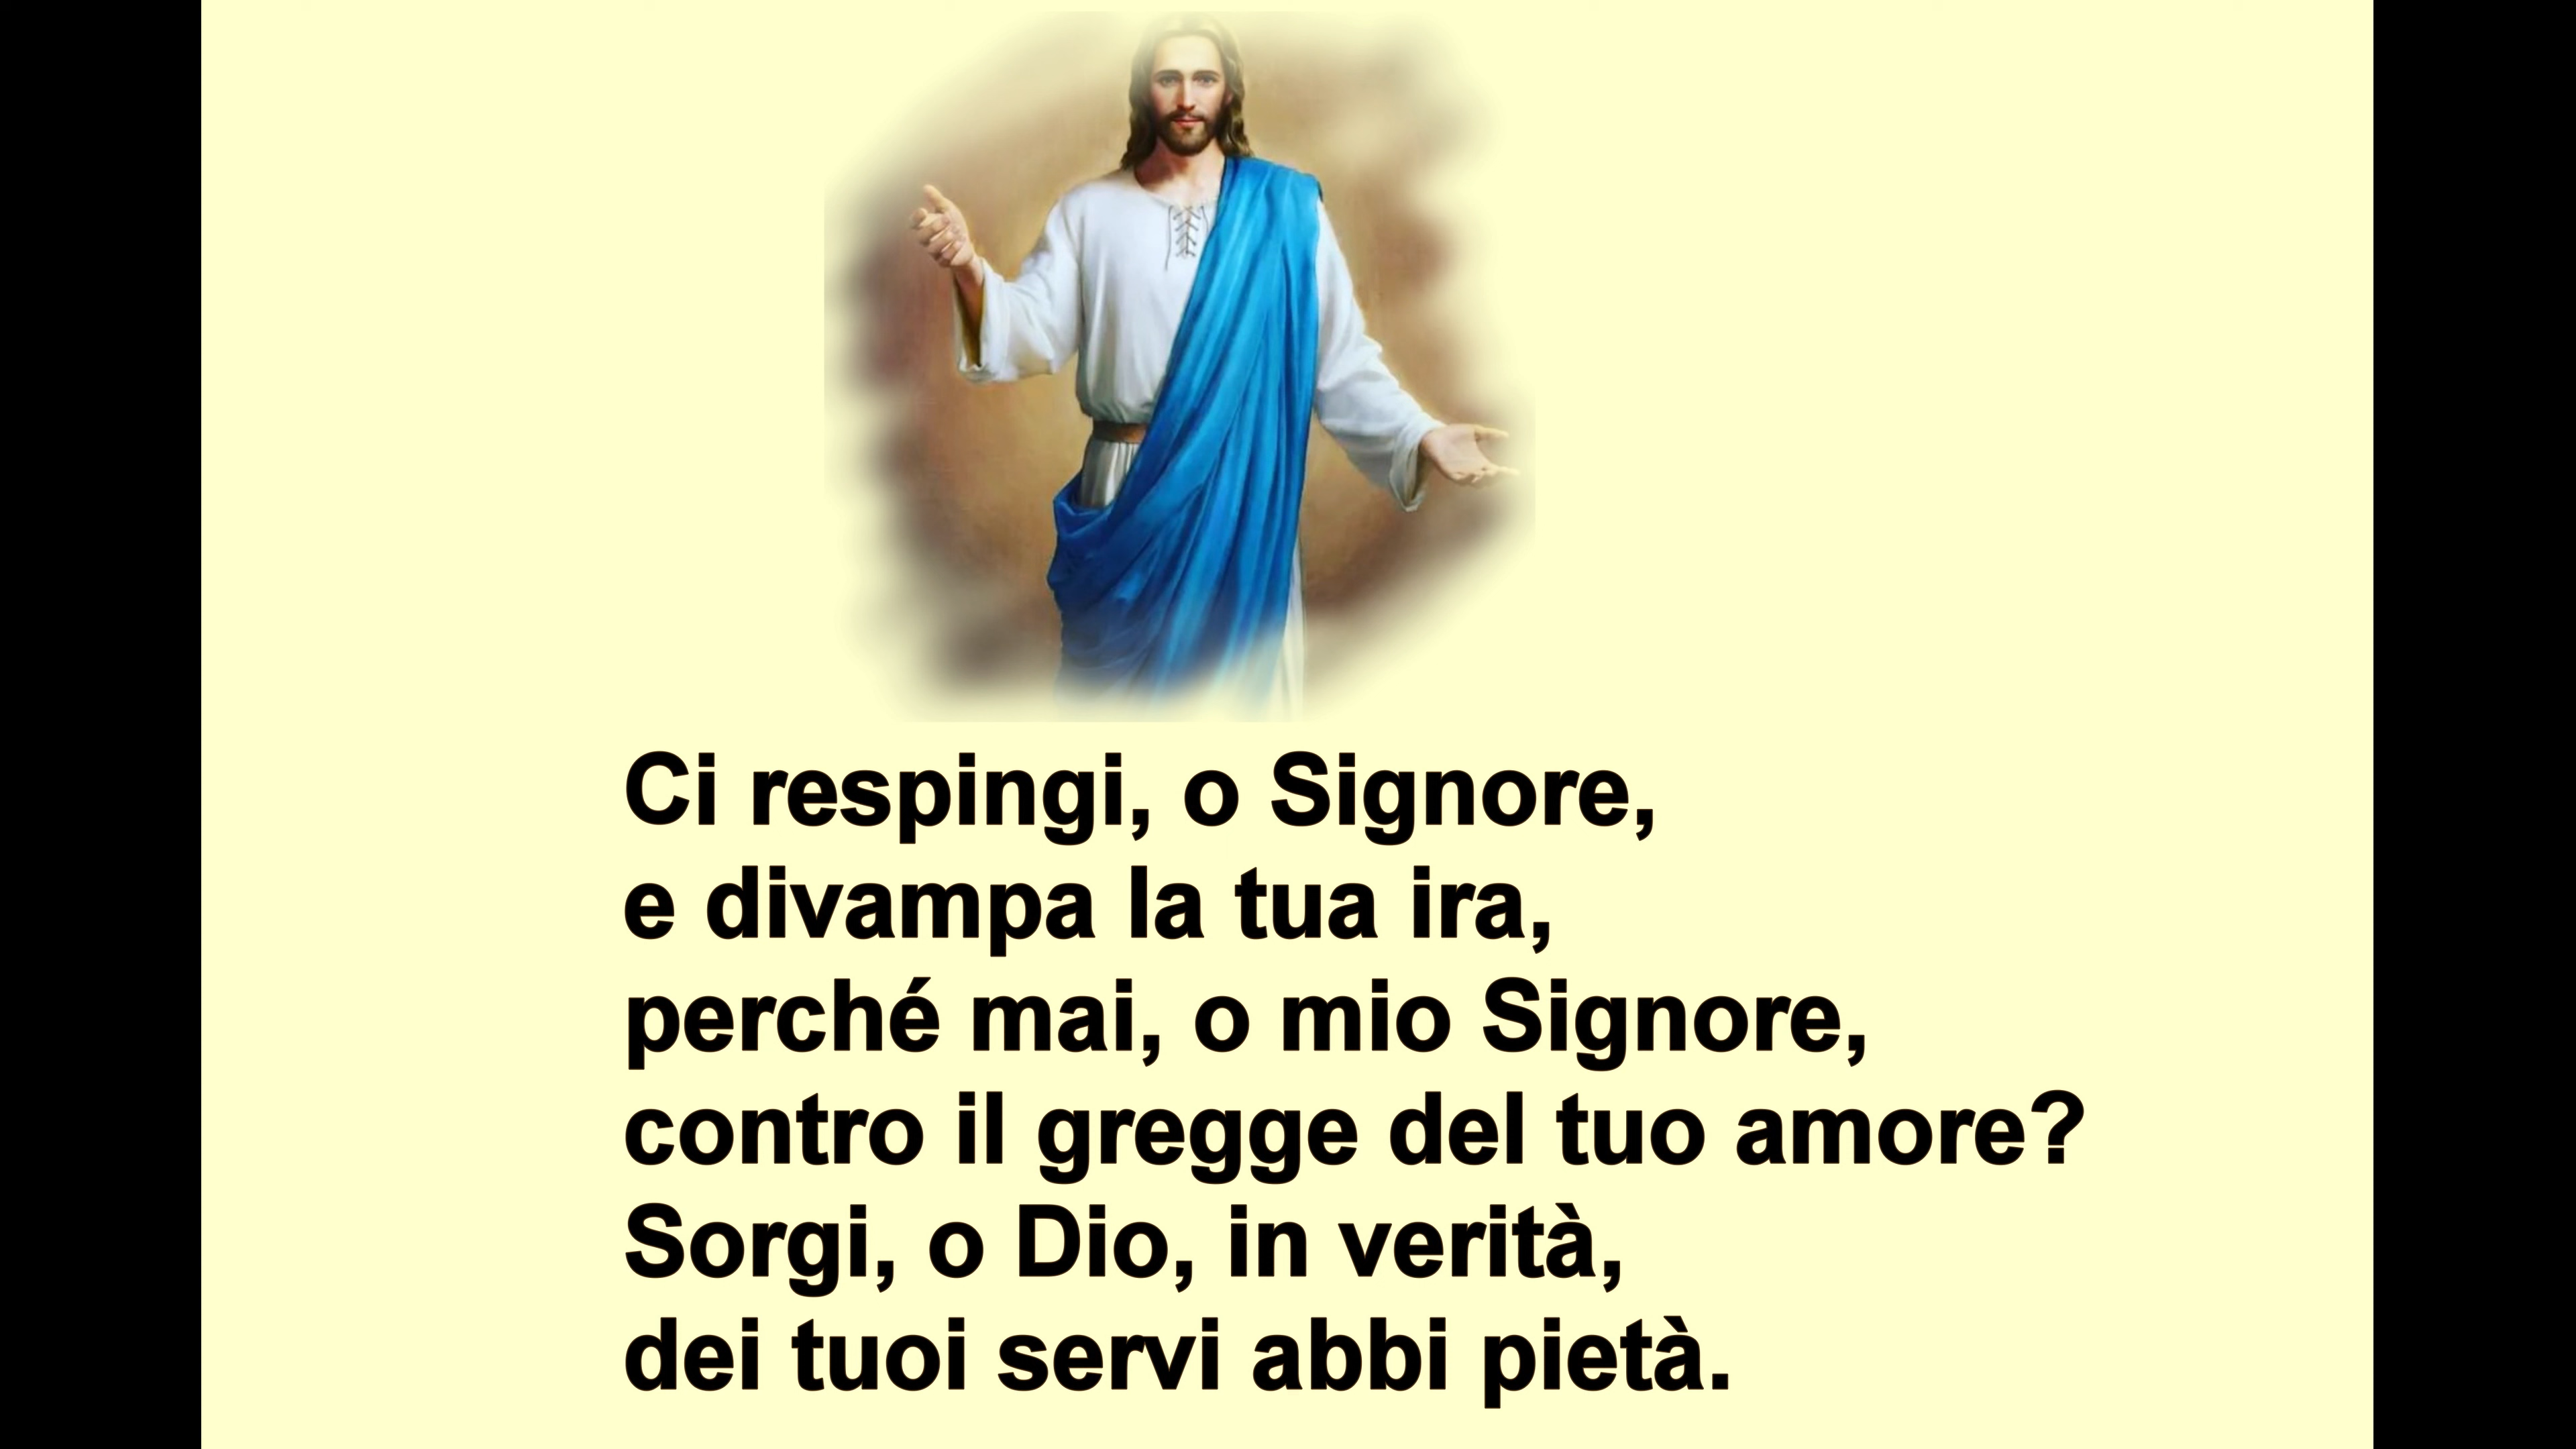 Ci respingi, o Signore,
e divampa la tua ira,
perché mai, o mio Signore,
contro il gregge del tuo amore?
Sorgi, o Dio, in verità,
dei tuoi servi abbi pietà.